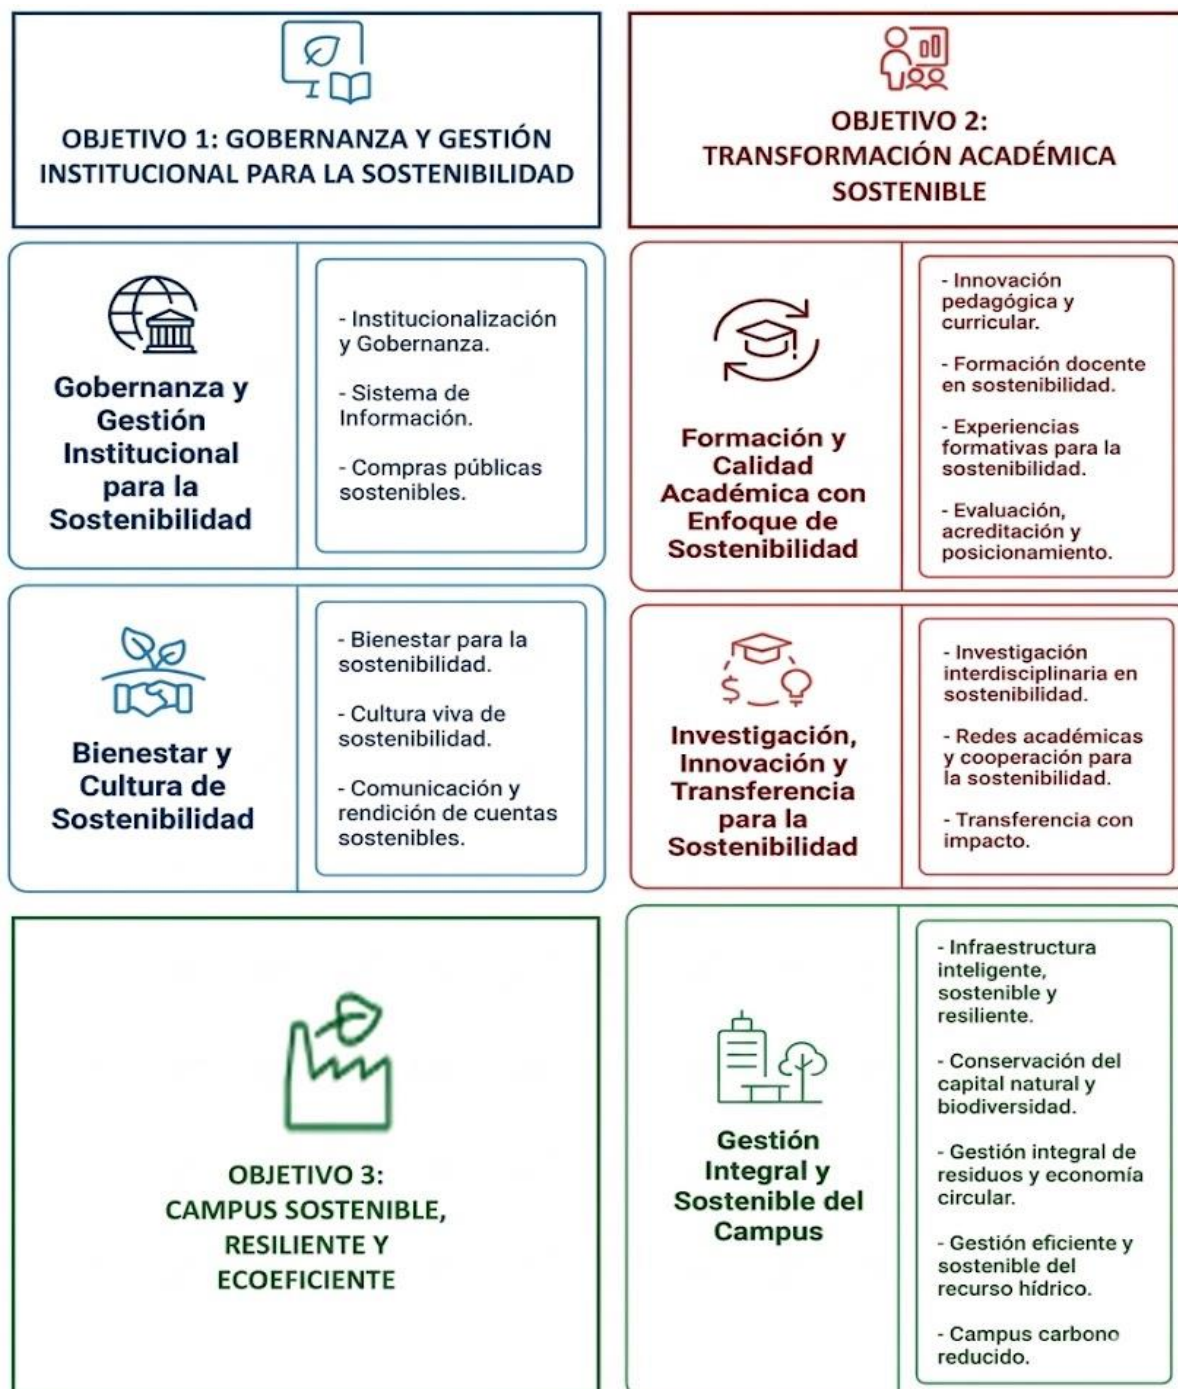 OBJETIVO 1: GOBERNANZA Y GESTIÓN
INSTITUCIONAL PARA LA SOSTENIBILIDAD
Gobernanza y
Gestión
Institucional
para la
Sostenibilidad
- Institucionalización
y Gobernanza.
- Sistema de
Información.
- Compras públicas
sostenibles.
Bienestar y
Cultura de
Sostenibilidad
- Bienestar para la
sostenibilidad.
- Cultura viva de
sostenibilidad.
- Comunicación y
rendición de cuentas
sostenibles.
OBJETIVO 2:
TRANSFORMACIÓN ACADÉMICA
SOSTENIBLE
Formación y
Calidad
Académica con
Enfoque de
Sostenibilidad
- Innovación
pedagógica y
curricular.
- Formación docente
en sostenibilidad.
- Experiencias
formativas para la
sostenibilidad.
- Evaluación,
acreditación y
posicionamiento.
Investigación,
Innovación y
Transferencia
para la
Sostenibilidad
- Investigación
interdisciplinaria en
sostenibilidad.
- Redes académicas
y cooperación para
la sostenibilidad.
- Transferencia con
impacto.
OBJETIVO 3:
CAMPUS SOSTENIBLE,
RESILIENTE Y
ECOEFICIENTE
Gestión
Integral y
Sostenible del
Campus
- Infraestructura
inteligente,
sostenible y
resiliente.
- Conservación del
capital natural y
biodiversidad.
- Gestión integral de
residuos y economía
circular.
- Gestión eficiente y
sostenible del
recurso hídrico.
- Campus carbono
reducido.